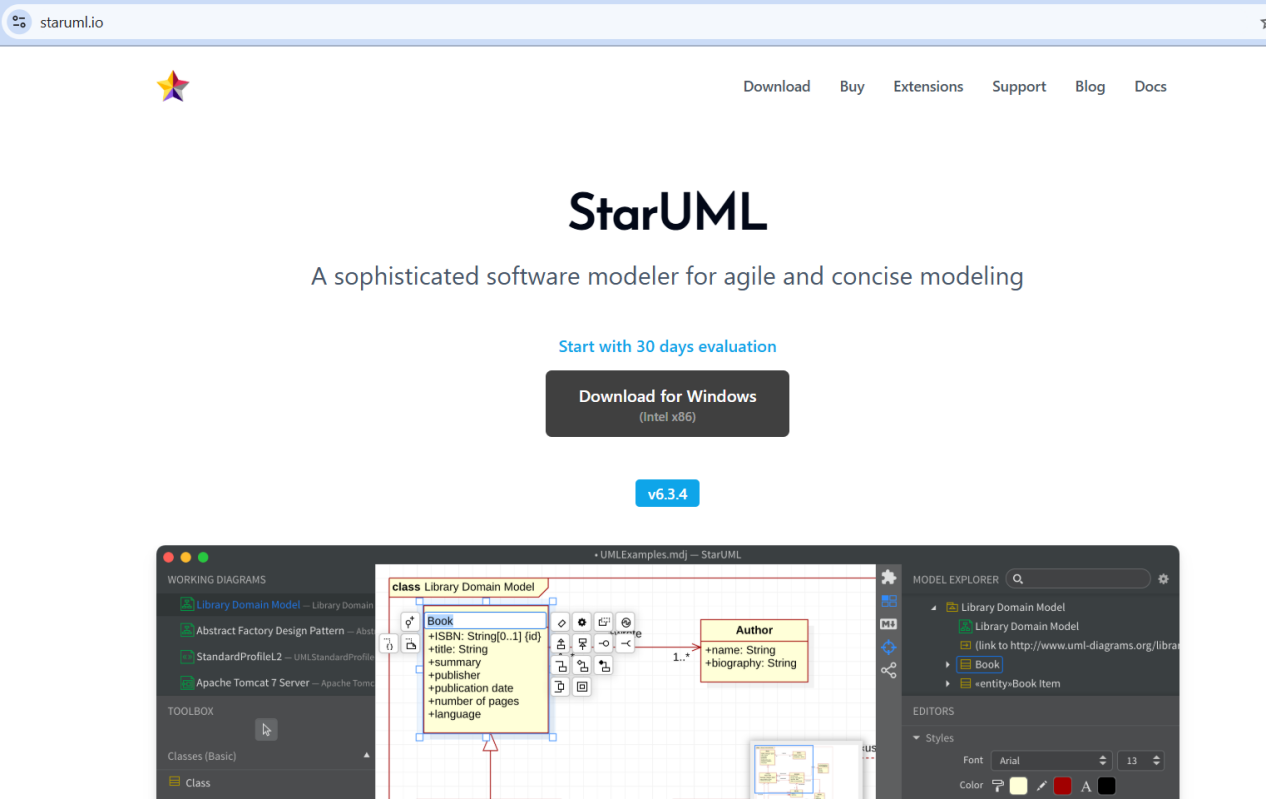 staruml.io
Download Buy Extensions Support Blog Docs
StarUML
A sophisticated software modeler for agile and concise modeling
Start with 30 days evaluation
Download for Windows
(Intel x86)
v6.3.4
• UMLExamples.mdj — StarUML
WORKING DIAGRAMS
Library Domain Model — Library Domain
Abstract Factory Design Pattern — Abst
StandardProfileL2 — UMLStandardProfile
Apache Tomcat 7 Server — Apache Tomc
TOOLBOX
Classes (Basic)
Class
class Library Domain Model
Book
+ISBN: String[0..1] {id}
+title: String
+summary
+publisher
+publication date
+number of pages
+language
1..*
Author
+name: String
+biography: String
M
MODEL EXPLORER
Library Domain Model
Library Domain Model
(link to http://www.uml-diagrams.org/librar
Book
«entity»Book Item
EDITORS
Styles
Font Arial 13
Color A